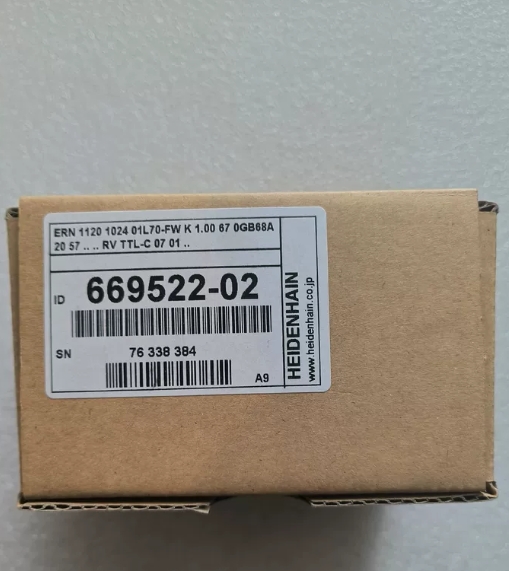 ERN 1120 1024 01L70-FW K 1.00 67 0GB68A
20 57 .. .. RV TTL-C 07 01 ..
ID 669522-02
SN 76 338 384
A9
HEIDENHAIN
www.heidenhain.co.jp